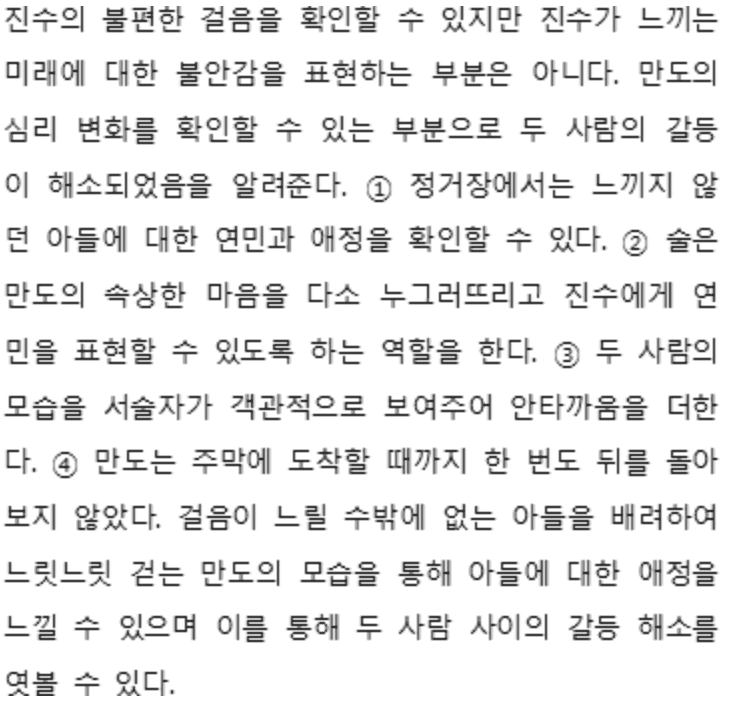 진수의 불편한 걸음을 확인할 수 있지만 진수가 느끼는
미래에 대한 불안감을 표현하는 부분은 아니다. 만도의
심리 변화를 확인할 수 있는 부분으로 두 사람의 갈등
이 해소되었음을 알려준다. ① 정거장에서는 느끼지 않
던 아들에 대한 연민과 애정을 확인할 수 있다. ② 술은
만도의 속상한 마음을 다소 누그러뜨리고 진수에게 연
민을 표현할 수 있도록 하는 역할을 한다. ③ 두 사람의
모습을 서술자가 객관적으로 보여주어 안타까움을 더한
다. ④ 만도는 주막에 도착할 때까지 한 번도 뒤를 돌아
보지 않았다. 걸음이 느릴 수밖에 없는 아들을 배려하여
느릿느릿 걷는 만도의 모습을 통해 아들에 대한 애정을
느낄 수 있으며 이를 통해 두 사람 사이의 갈등 해소를
엿볼 수 있다.